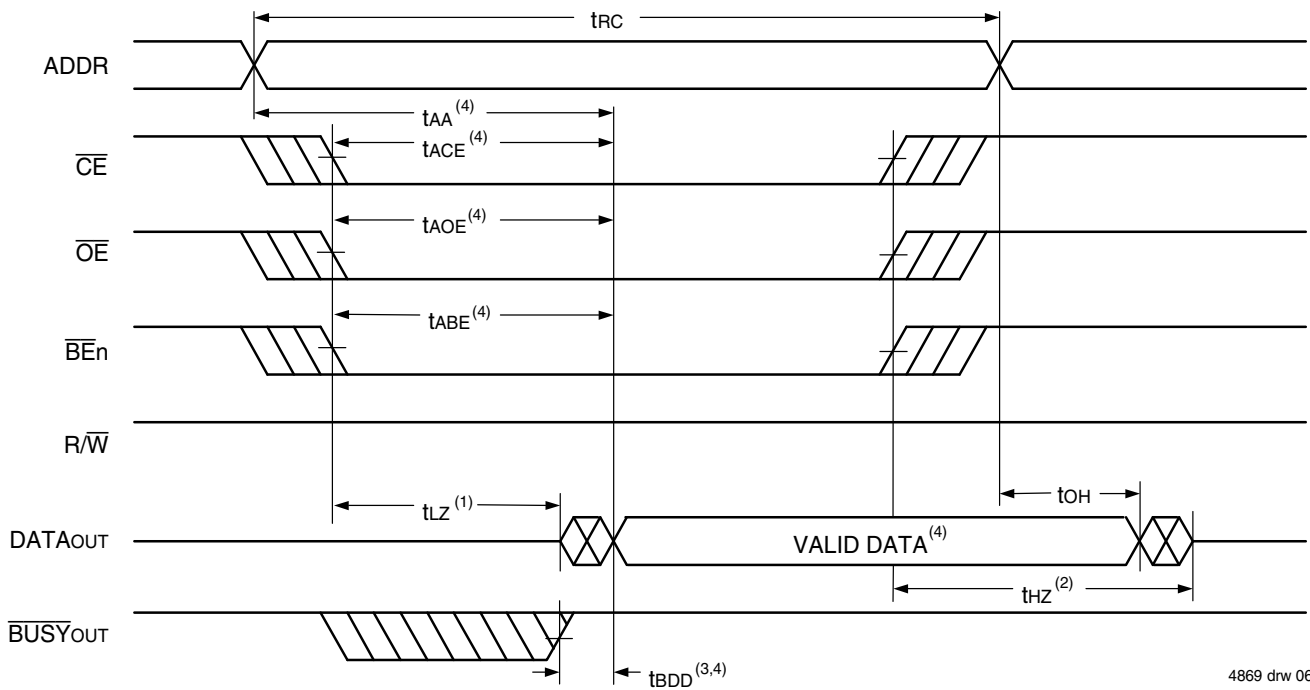 tRC
ADDR
tAA(4)
CE
tACE(4)
OE
tAOE(4)
BEn
tABE(4)
R/W
tLZ(1)
tOH
DATAOUT
VALID DATA(4)
tHZ(2)
BUSYOUT
tBDD(3,4)
4869 drw 06